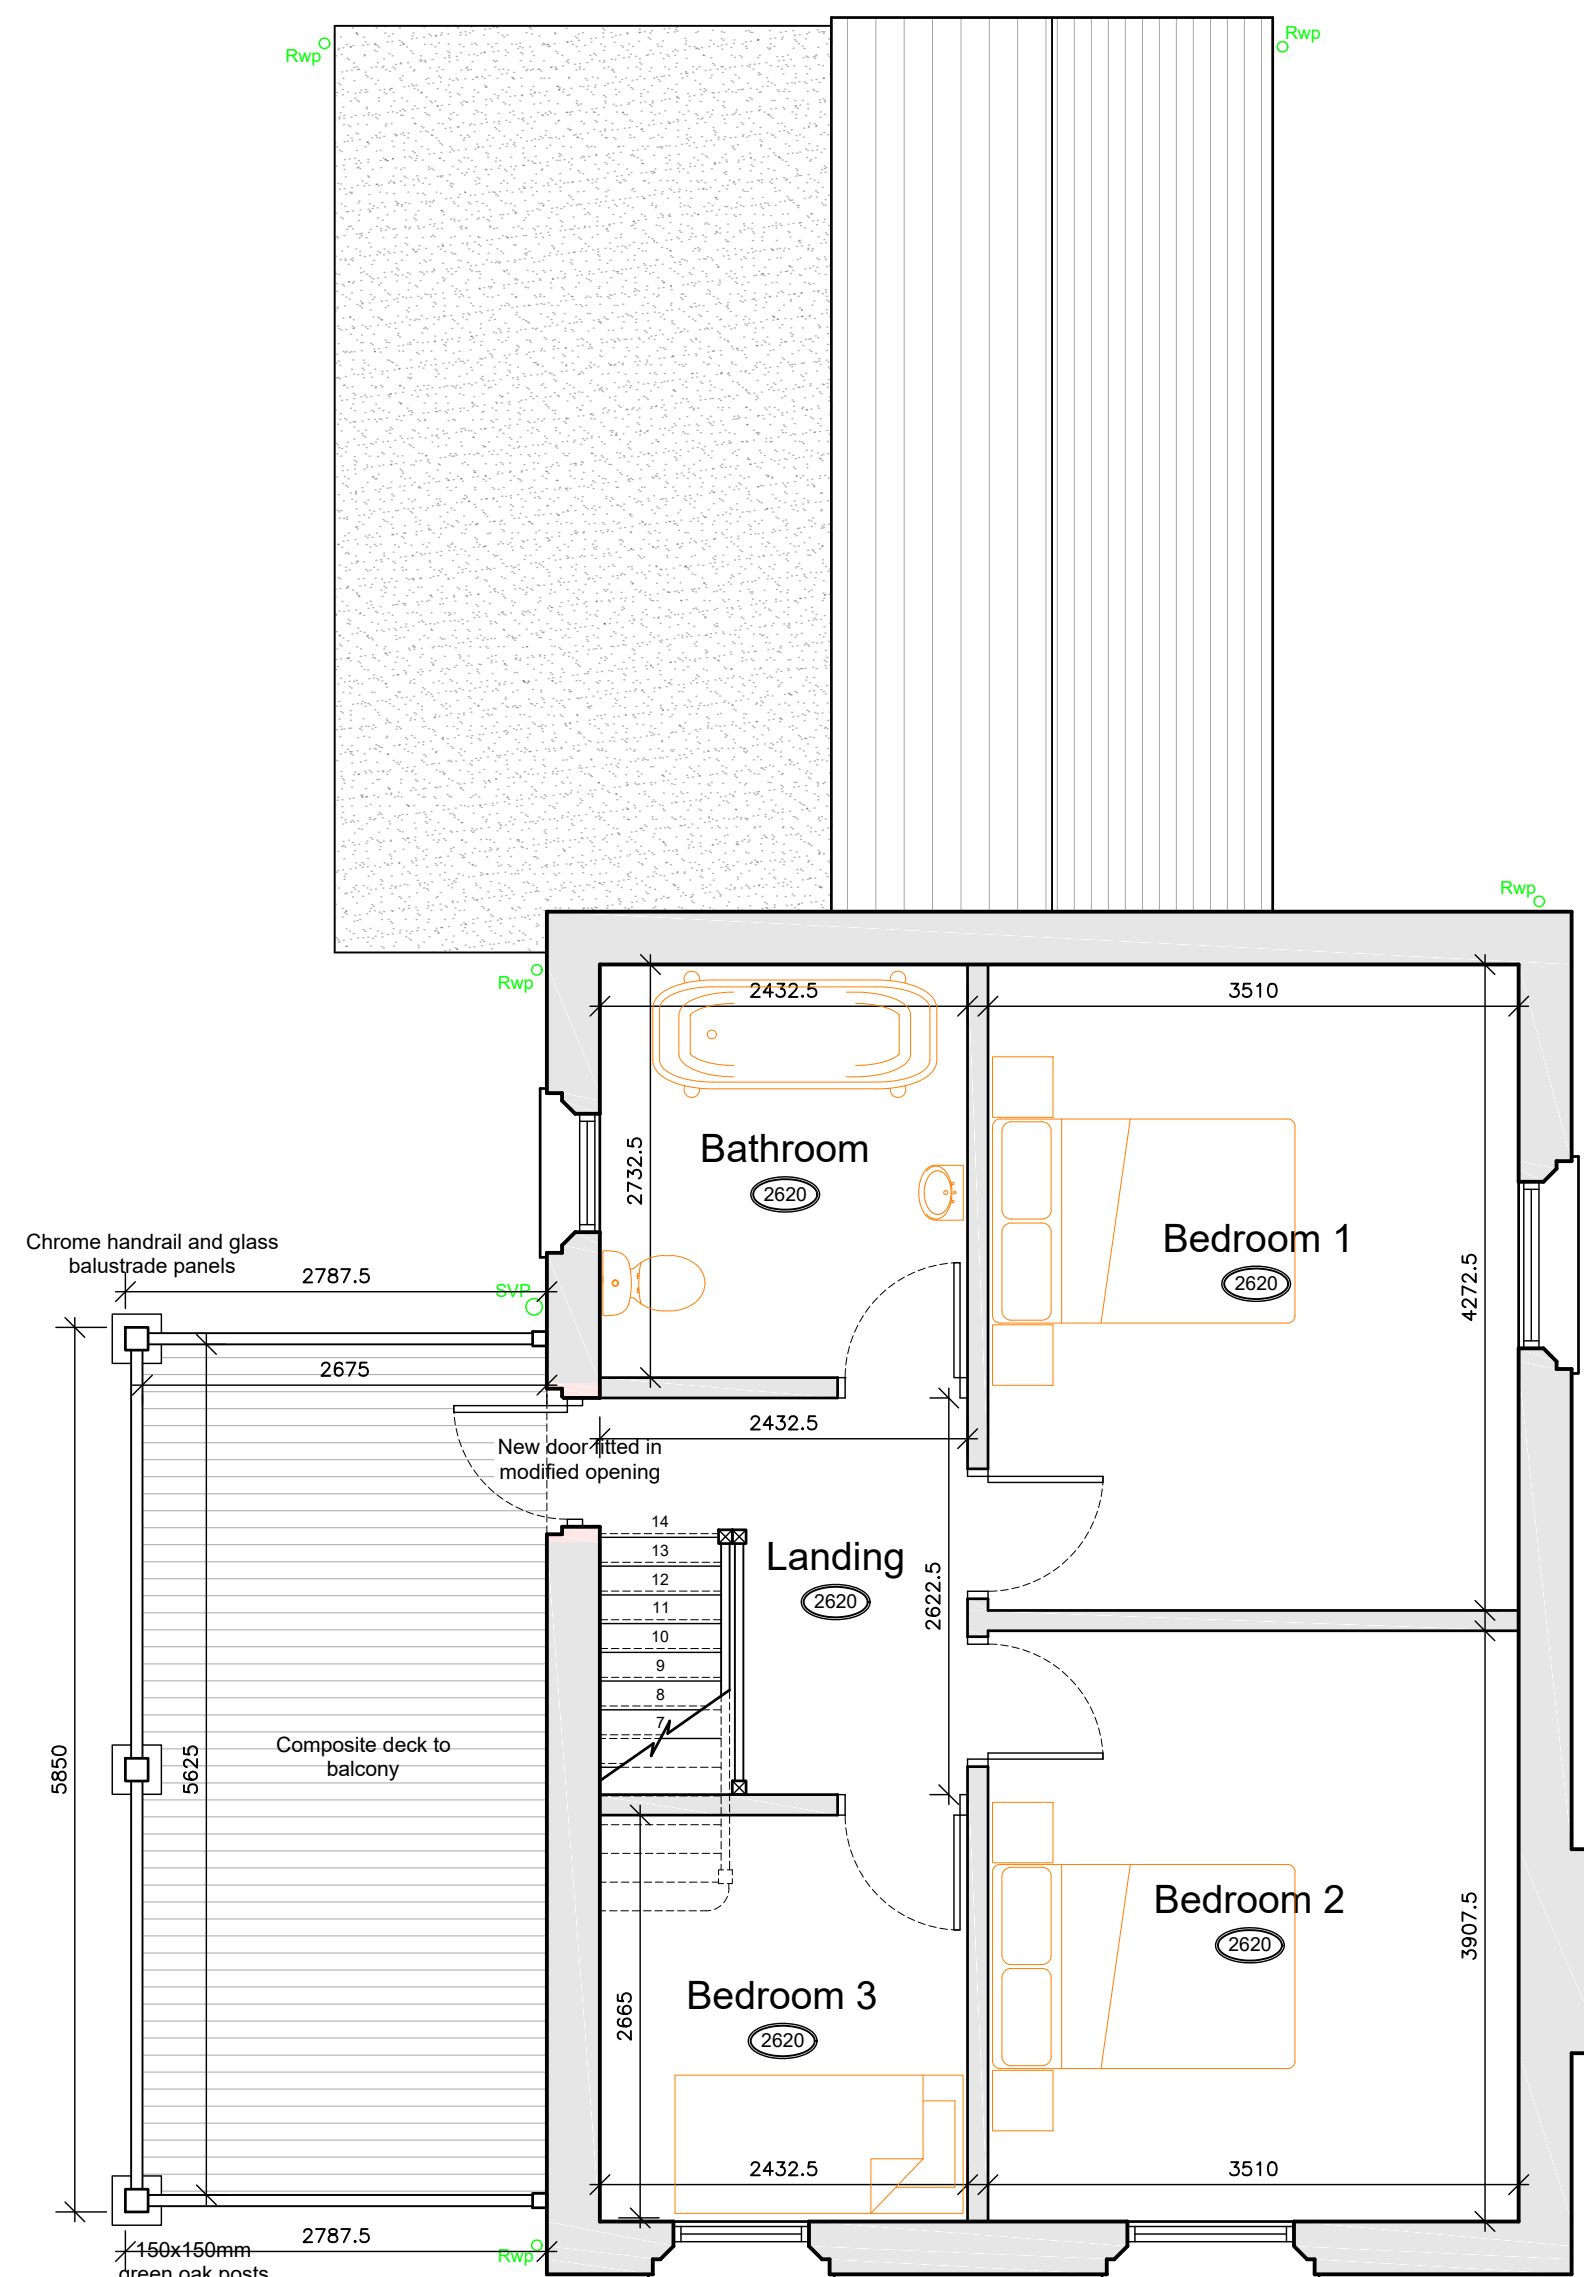 Rwp
Rwp
Rwp
Rwp
2432.5
3510
Bathroom
2620
2732.5
Bedroom 1
2620
4272.5
Chrome handrail and glass
balustrade panels
2787.5
SVP
2675
2432.5
New door fitted in
modified opening
14
13
12
11
10
9
8
7
Landing
2620
2622.5
5850
5625
Composite deck to
balcony
Bedroom 2
2620
3907.5
Bedroom 3
2620
2665
2432.5
3510
2787.5
Rwp
150x150mm
green oak posts